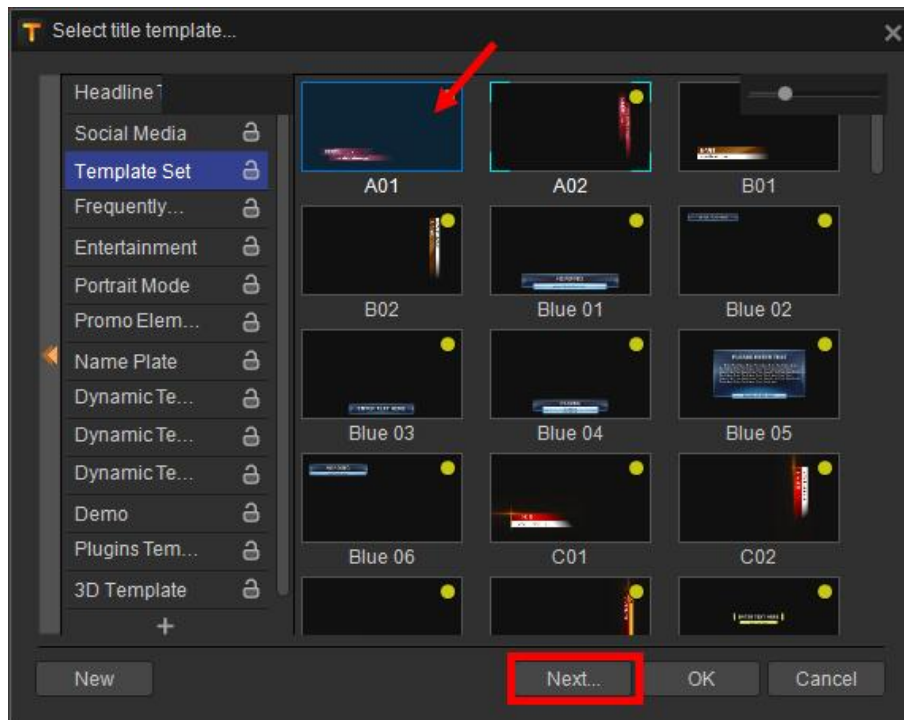 Select title template...
Headline
Social Media
Template Set
Frequently...
Entertainment
Portrait Mode
Promo Elem...
Name Plate
Dynamic Te...
Dynamic Te...
Dynamic Te...
Demo
Plugins Tem...
3D Template
+
A01
A02
B01
B02
Blue 01
Blue 02
Blue 03
Blue 04
Blue 05
Blue 06
C01
C02
New
Next...
OK
Cancel